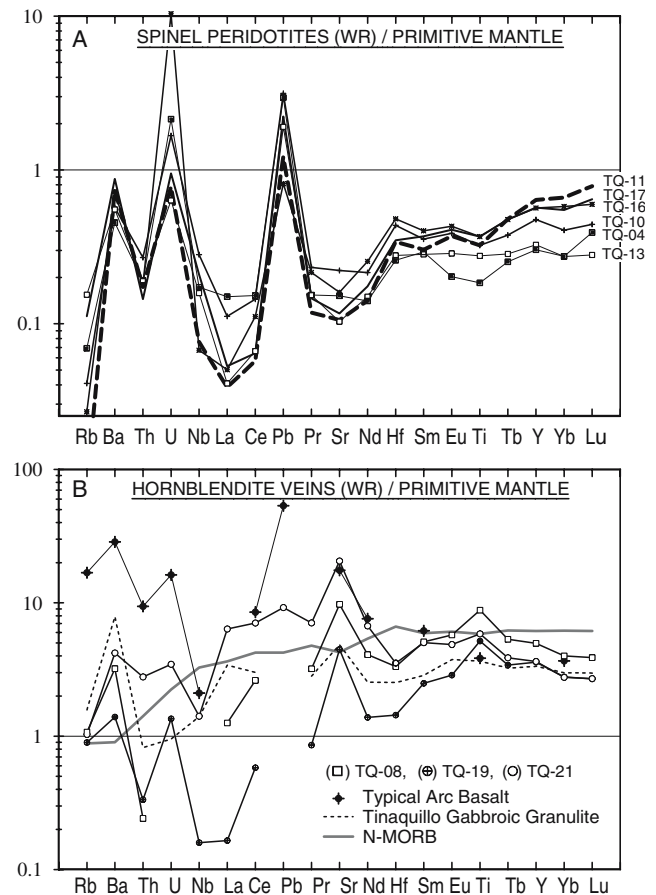 10
A
SPINEL PERIDOTITES (WR) / PRIMITIVE MANTLE
1
TQ-11
TQ-17
TQ-16
TQ-10
TQ-04
TQ-13
0.1
Rb Ba Th U Nb La Ce Pb Pr Sr Nd Hf Sm Eu Ti Tb Y Yb Lu
100
B
HORNBLENDITE VEINS (WR) / PRIMITIVE MANTLE
10
1
TQ-08, TQ-19, TQ-21
Typical Arc Basalt
Tinaquillo Gabbroic Granulite
N-MORB
0.1
Rb Ba Th U Nb La Ce Pb Pr Sr Nd Hf Sm Eu Ti Tb Y Yb Lu